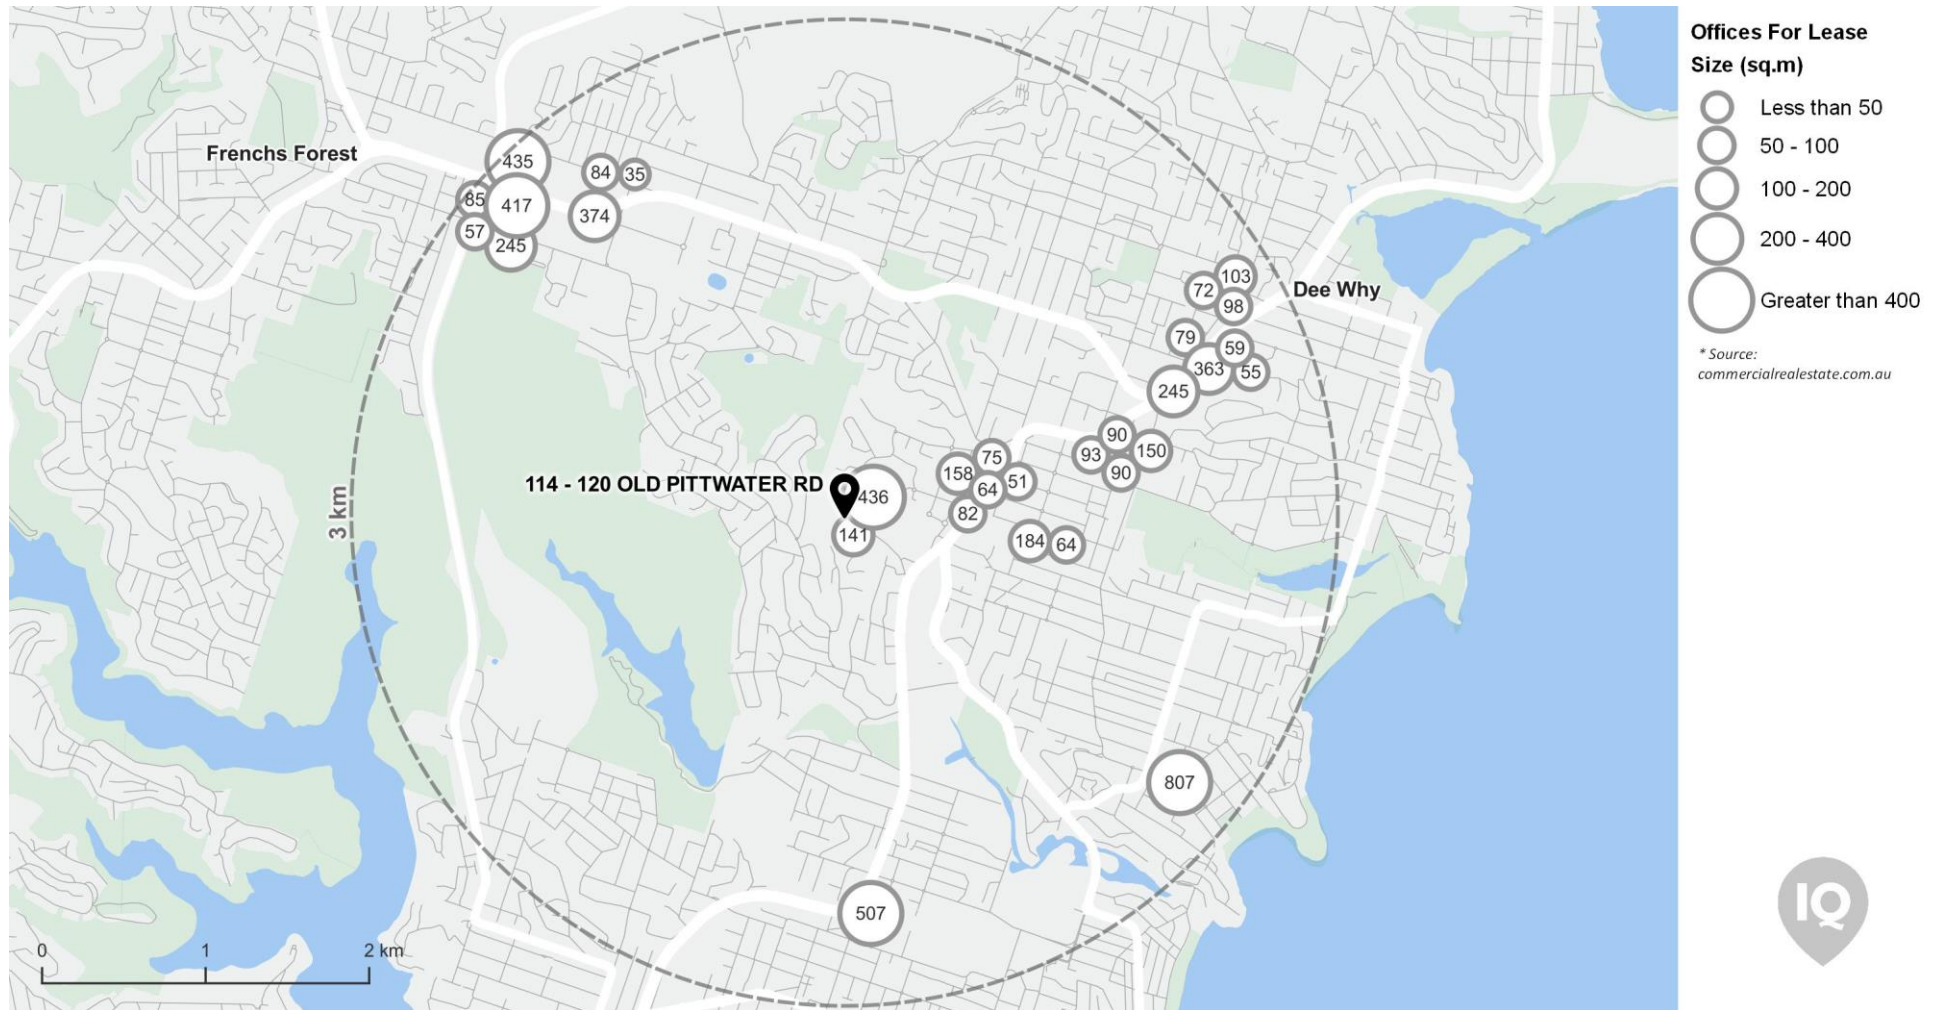 Offices For Lease
Size (sq.m)
Less than 50
50 - 100
100 - 200
200 - 400
Greater than 400
* Source:
commercialrealestate.com.au
Frenchs Forest
435
84
35
85
417
374
57
245
103
72
98
Dee Why
79
59
363
55
245
90
93
150
90
75
158
51
64
82
114 - 120 OLD PITTWATER RD
436
141
184
64
3 km
807
507
0
1
2 km
IQ